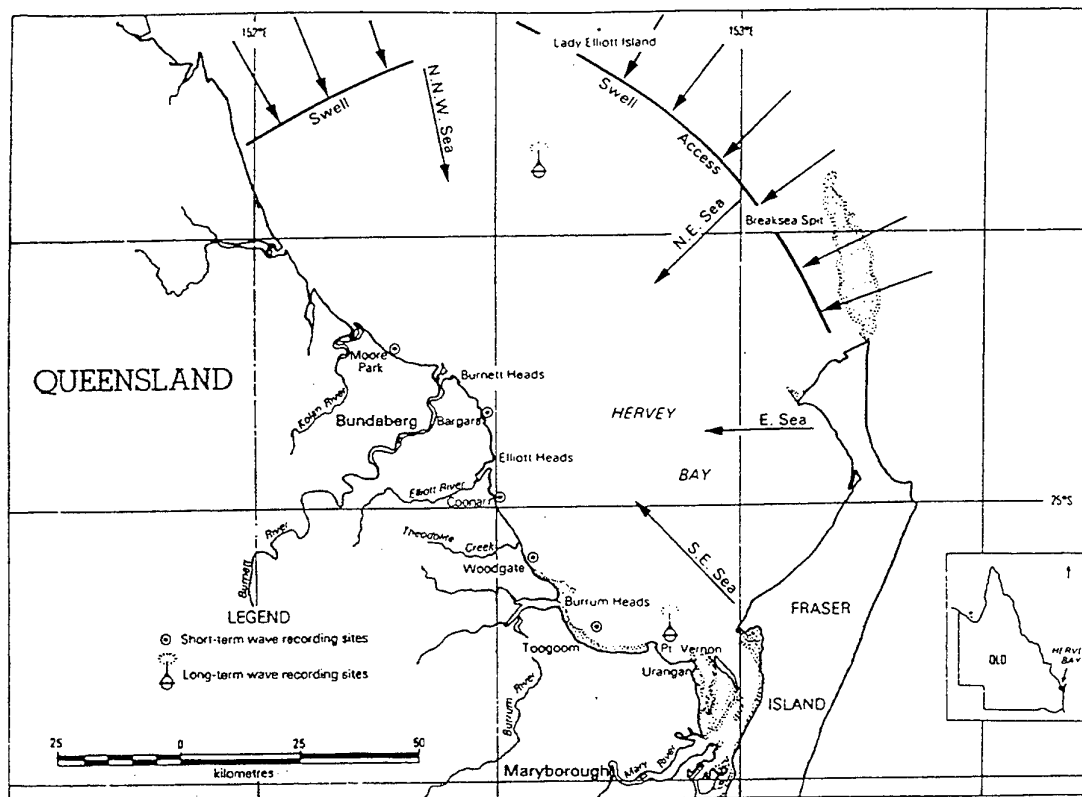 152°E
153°E
Lady Elliott Island
Swell
Access
Swell
N.N.W. Sea
N.E. Sea
Breaksea Spit
QUEENSLAND
Moore
Park
Kolan River
Burnett Heads
Bundaberg
Bargara
HERVEY
BAY
E. Sea
Elliott Heads
Elliott River
Coonarr
25°S
Theodolite
Creek
Woodgate
S.E. Sea
Burnett
River
LEGEND
Short-term wave recording sites
Long-term wave recording sites
Burrum Heads
Toogoom
Pt. Vernon
Urangan
FRASER
ISLAND
Burrum River
Maryborough
Mary
River
25 0 25 50
kilometres
QLD
HERVEY
BAY